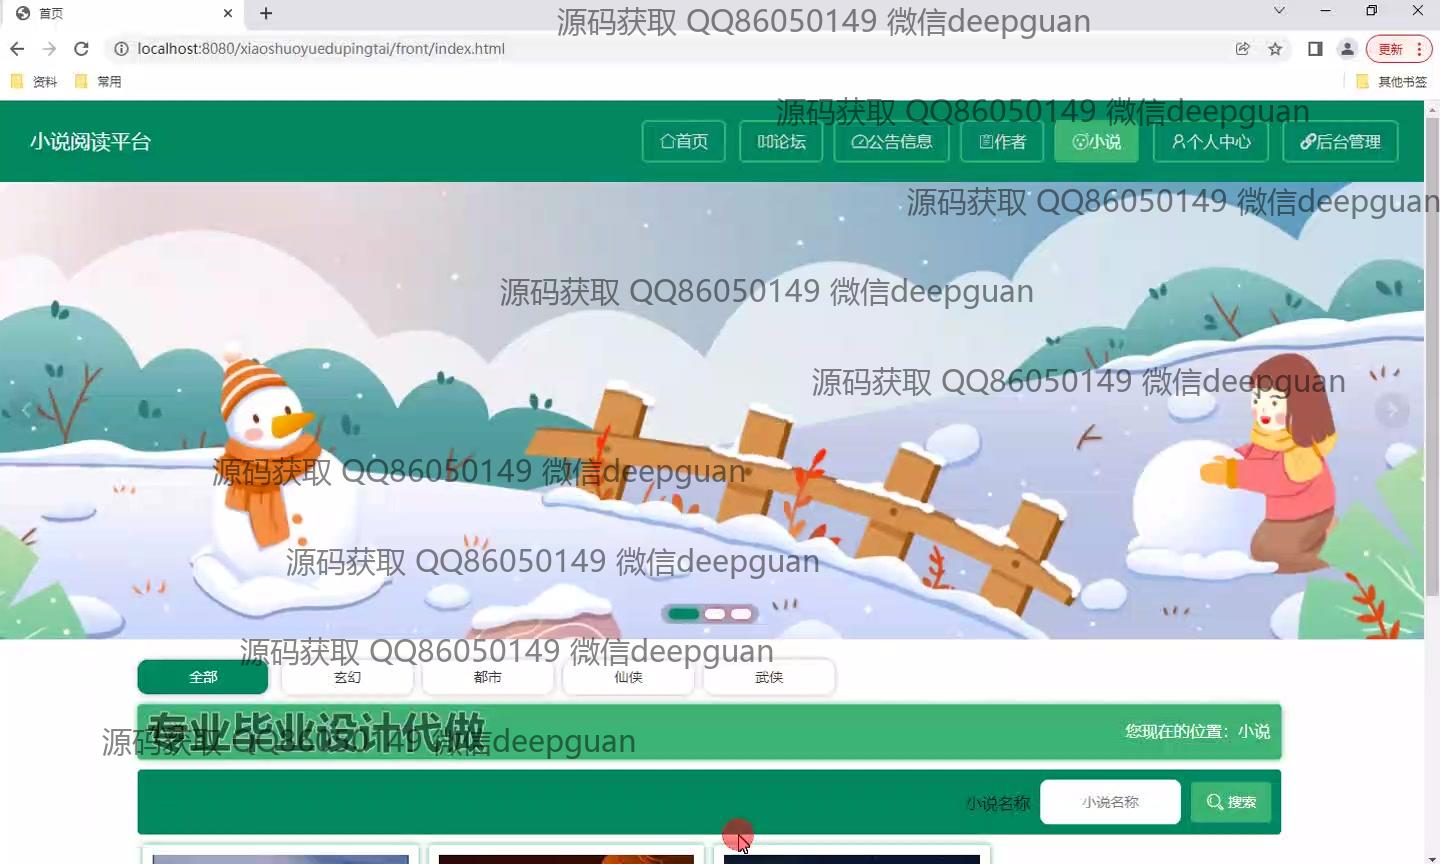 首页
源码获取 QQ86050149 微信deepguan
localhost:8080/xiaoshuoyuedupingtai/front/index.html
更新
资料 常用 其他书签
源码获取 QQ86050149 微信deepguan
小说阅读平台 首页 论坛 公告信息 作者 小说 个人中心 后台管理
源码获取 QQ86050149 微信deepguan
源码获取 QQ86050149 微信deepguan
源码获取 QQ86050149 微信deepguan
源码获取 QQ86050149 微信deepguan
源码获取 QQ86050149 微信deepguan
源码获取 QQ86050149 微信deepguan
全部 玄幻 都市 仙侠 武侠
专业毕业设计代做 您现在的位置：小说
源码获取 QQ86050149 微信deepguan
小说名称 小说名称 搜索